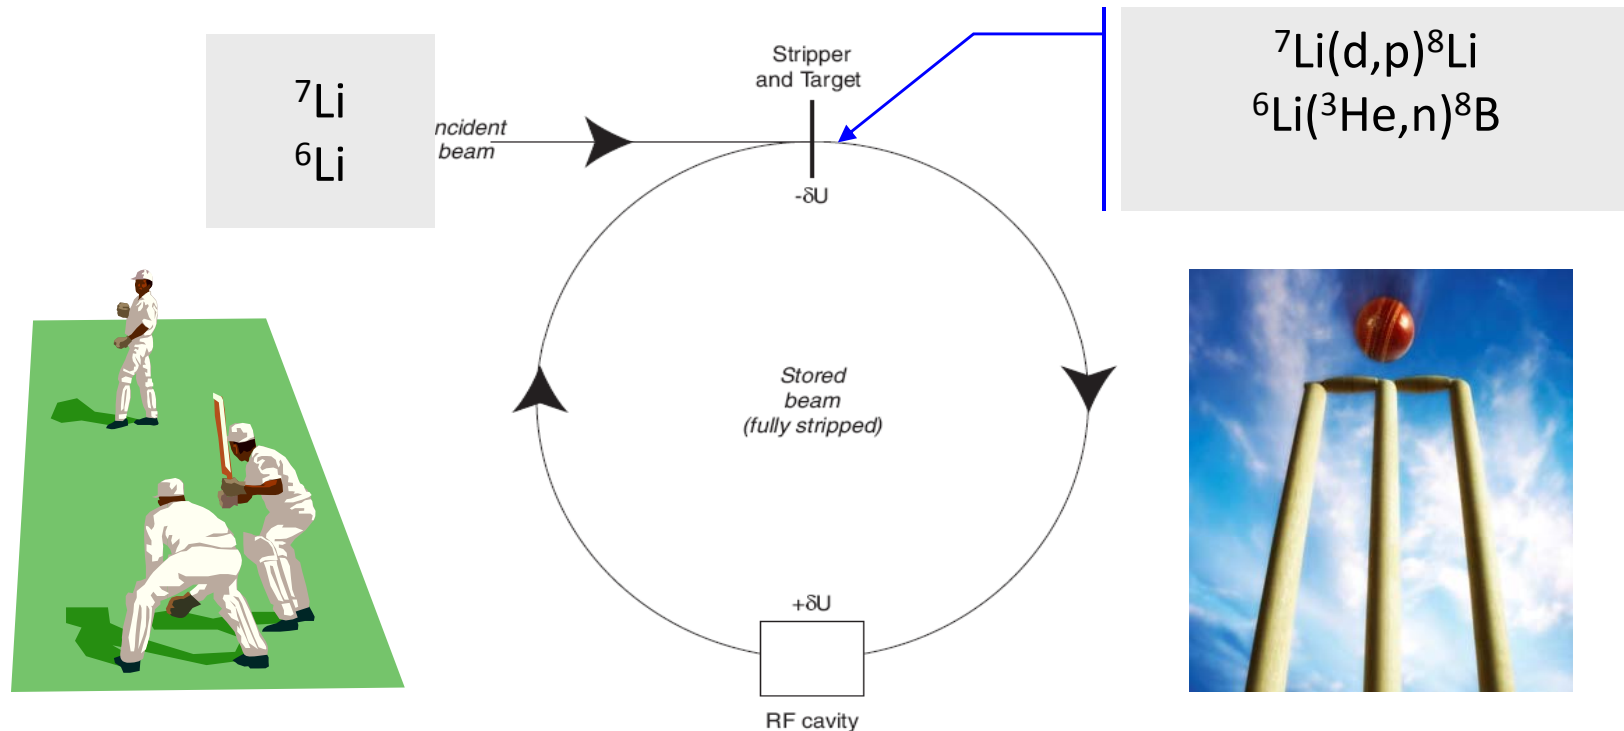 ⁷Li
⁶Li
ncident
beam
Stripper
and Target
-δU
⁷Li(d,p)⁸Li
⁶Li(³He,n)⁸B
Stored
beam
(fully stripped)
+δU
RF cavity